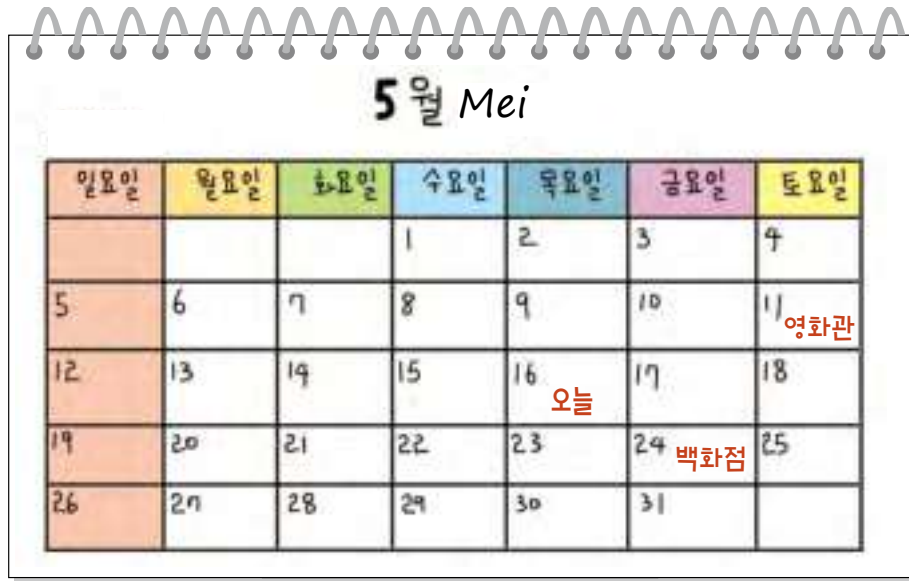 5월 Mei
일요일 월요일 화요일 수요일 목요일 금요일 토요일
1 2 3 4
5 6 7 8 9 10 11 영화관
12 13 14 15 16 오늘 17 18
19 20 21 22 23 24 백화점 25
26 27 28 29 30 31